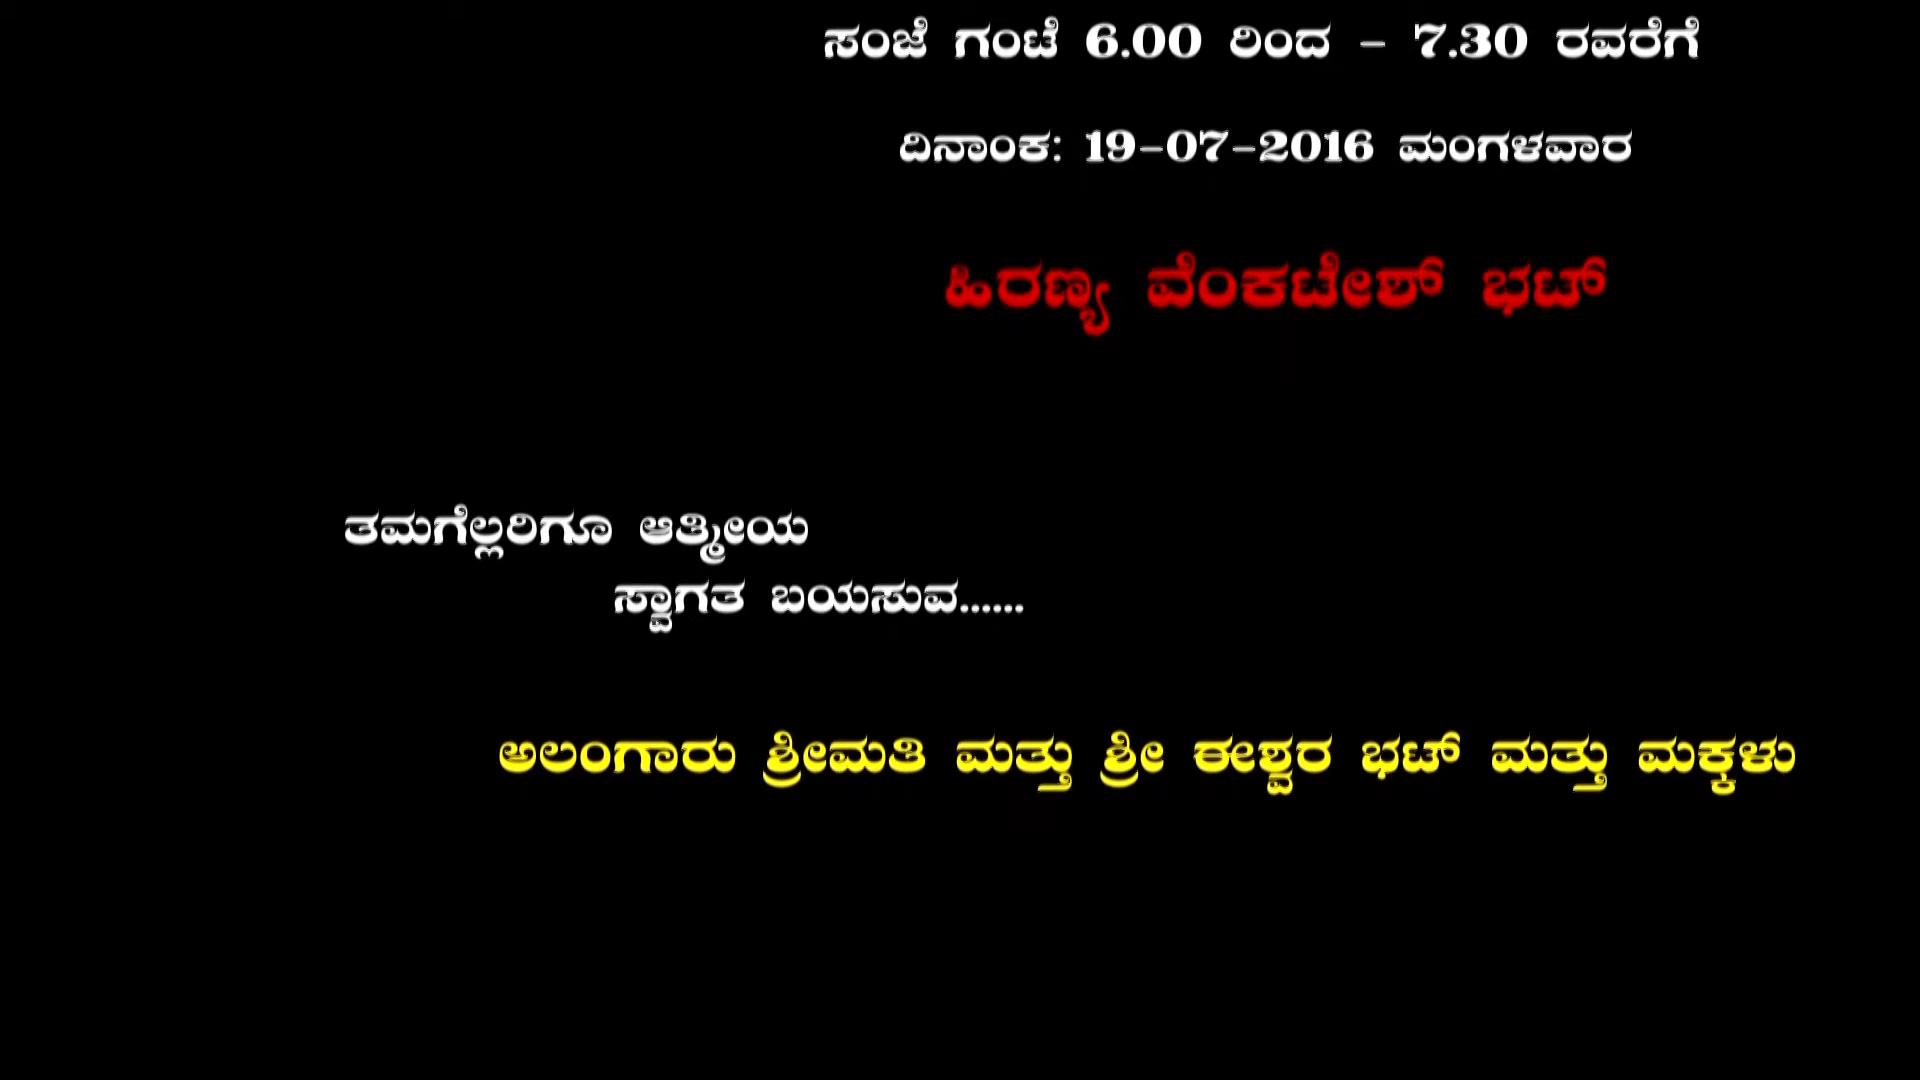 ಸಂಜೆ ಗಂಟೆ 6.00 ರಿಂದ - 7.30 ರವರೆಗೆ
ದಿನಾಂಕ: 19-07-2016 ಮಂಗಳವಾರ
ಹಿರಣ್ಯ ವೆಂಕಟೇಶ್ ಭಟ್
ತಮಗೆಲ್ಲರಿಗೂ ಆತ್ಮೀಯ
ಸ್ವಾಗತ ಬಯಸುವ......
ಅಲಂಗಾರು ಶ್ರೀಮತಿ ಮತ್ತು ಶ್ರೀ ಈಶ್ವರ ಭಟ್ ಮತ್ತು ಮಕ್ಕಳು